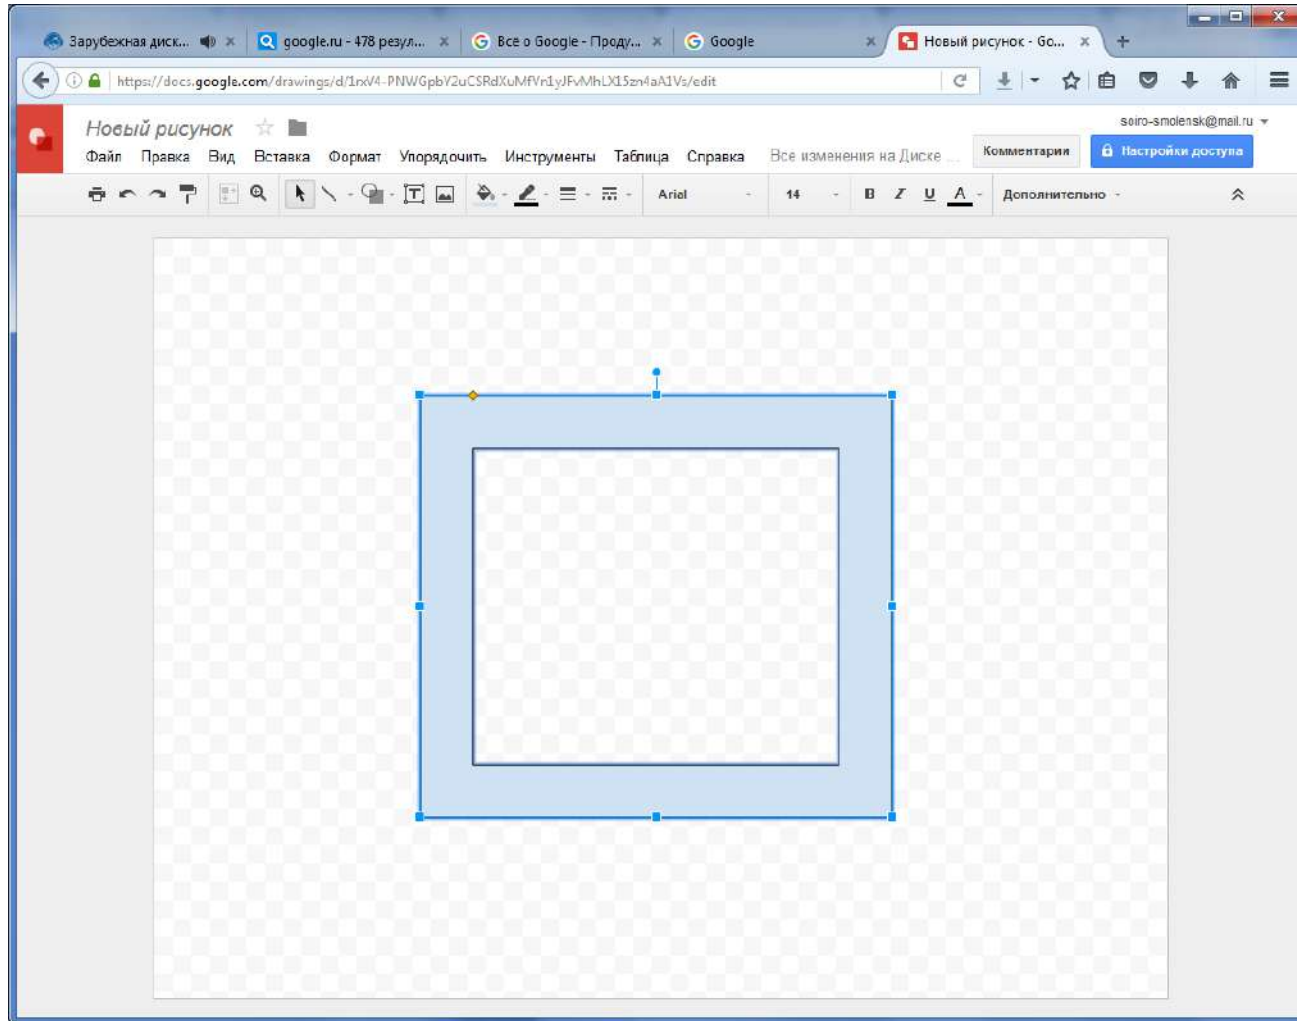 Зарубежная диск...
google.ru - 478 резул...
Всё о Google - Проду...
Google
Новый рисунок - Go...
https://docs.google.com/drawings/d/1rxV4-PNWGpbY2uCSRdXuMfVn1yJFvMhLX15zn4aA1Vs/edit
Новый рисунок
soiro-smolensk@mail.ru
Файл Правка Вид Вставка Формат Упорядочить Инструменты Таблица Справка Все изменения на Диске ...
Комментарии
Настройки доступа
Arial 14 B I U A Дополнительно